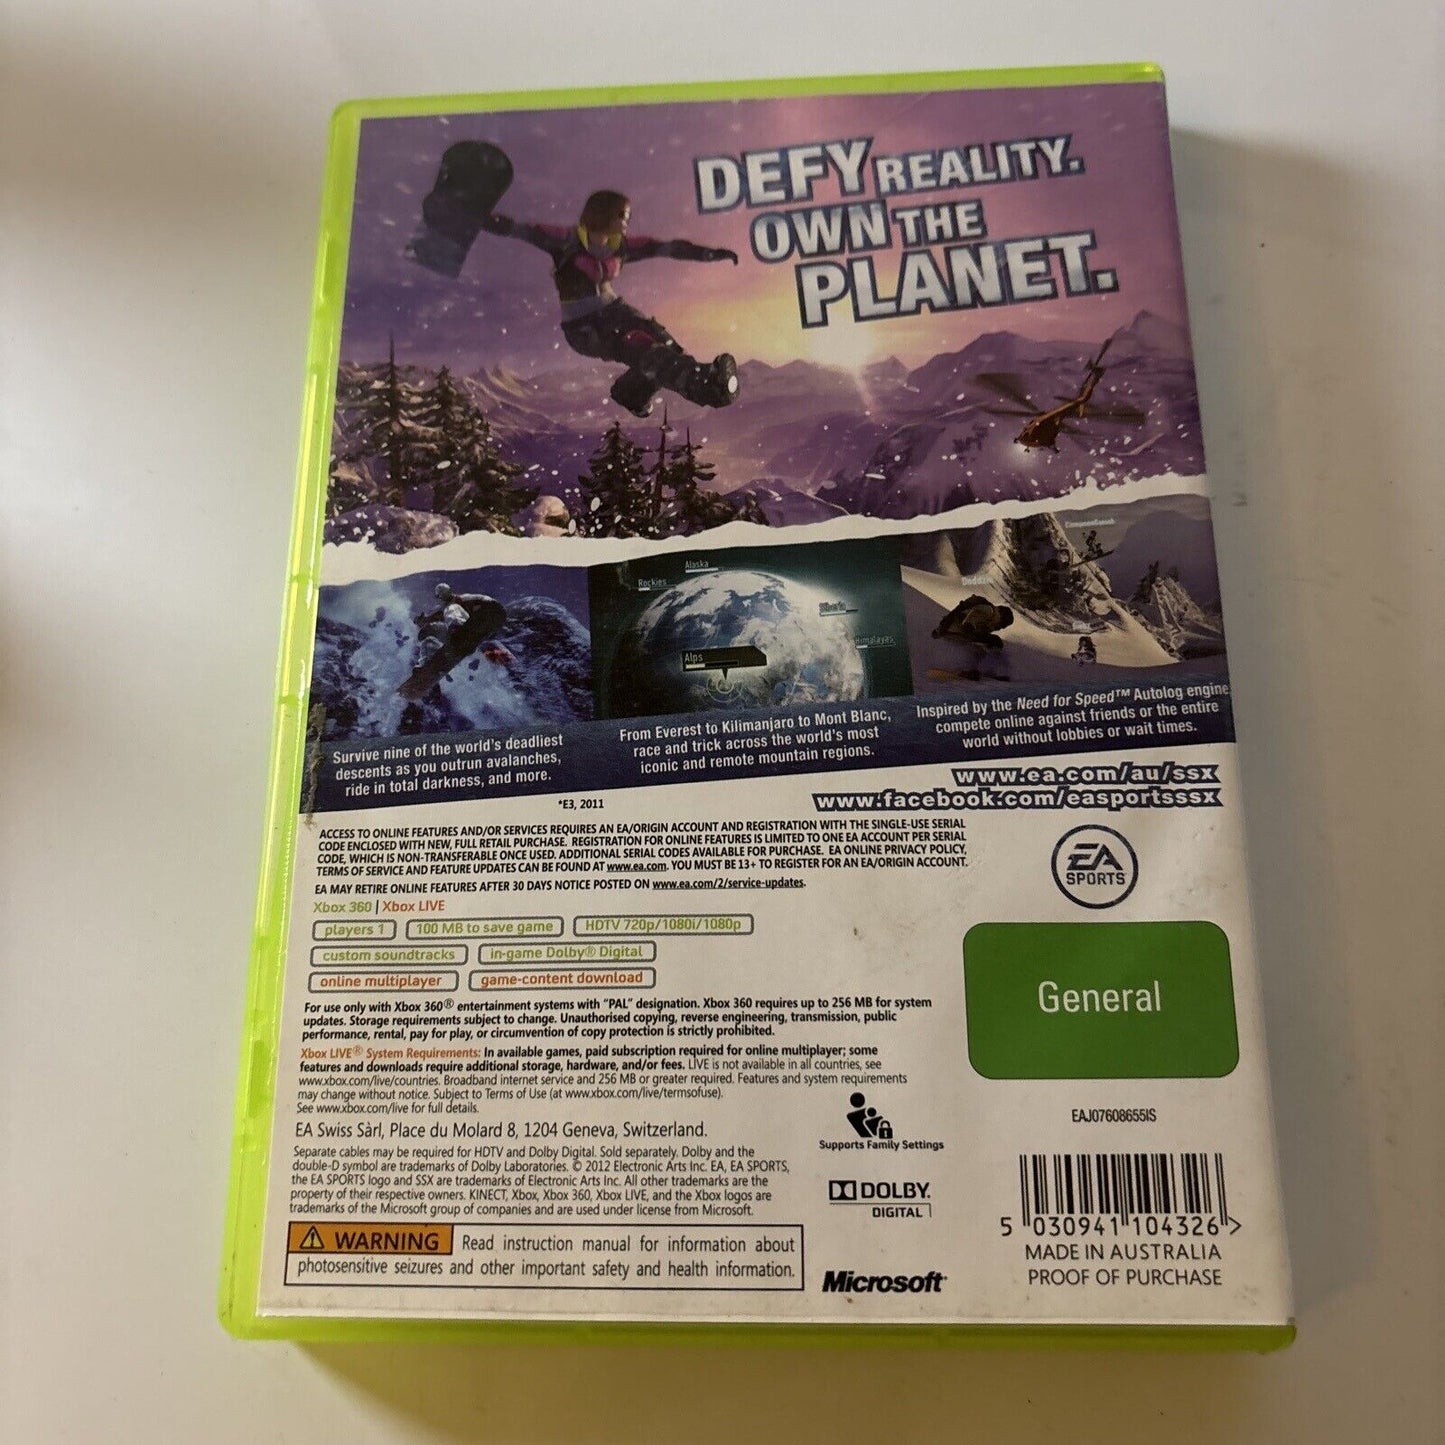 DEFY REALITY.
OWN THE
PLANET.
Alaska
Rockies
Siberia
Himalayas
Alps
Survive nine of the world's deadliest
descents as you outrun avalanches,
ride in total darkness, and more.
From Everest to Kilimanjaro to Mont Blanc,
race and trick across the world's most
iconic and remote mountain regions.
Inspired by the Need for Speed™ Autolog engine
compete online against friends or the entire
world without lobbies or wait times.
www.ea.com/au/ssx
www.facebook.com/easportsssx
*E3, 2011
ACCESS TO ONLINE FEATURES AND/OR SERVICES REQUIRES AN EA/ORIGIN ACCOUNT AND REGISTRATION WITH THE SINGLE-USE SERIAL
CODE ENCLOSED WITH NEW, FULL RETAIL PURCHASE. REGISTRATION FOR ONLINE FEATURES IS LIMITED TO ONE EA ACCOUNT PER SERIAL
CODE, WHICH IS NON-TRANSFERABLE ONCE USED. ADDITIONAL SERIAL CODES AVAILABLE FOR PURCHASE. EA ONLINE PRIVACY POLICY,
TERMS OF SERVICE AND FEATURE UPDATES CAN BE FOUND AT www.ea.com. YOU MUST BE 13+ TO REGISTER FOR AN EA/ORIGIN ACCOUNT.
EA MAY RETIRE ONLINE FEATURES AFTER 30 DAYS NOTICE POSTED ON www.ea.com/2/service-updates.
EA
SPORTS
Xbox 360 | Xbox LIVE
players 1 100 MB to save game HDTV 720p/1080i/1080p
custom soundtracks in-game Dolby® Digital
online multiplayer game-content download
General
For use only with Xbox 360® entertainment systems with "PAL" designation. Xbox 360 requires up to 256 MB for system
updates. Storage requirements subject to change. Unauthorised copying, reverse engineering, transmission, public
performance, rental, pay for play, or circumvention of copy protection is strictly prohibited.
Xbox LIVE® System Requirements: In available games, paid subscription required for online multiplayer; some
features and downloads require additional storage, hardware, and/or fees. LIVE is not available in all countries, see
www.xbox.com/live/countries. Broadband internet service and 256 MB or greater required. Features and system requirements
may change without notice. Subject to Terms of Use (at www.xbox.com/live/termsofuse).
See www.xbox.com/live for full details.
EA Swiss Sàrl, Place du Molard 8, 1204 Geneva, Switzerland.
Separate cables may be required for HDTV and Dolby Digital. Sold separately. Dolby and the
double-D symbol are trademarks of Dolby Laboratories. © 2012 Electronic Arts Inc. EA, EA SPORTS,
the EA SPORTS logo and SSX are trademarks of Electronic Arts Inc. All other trademarks are the
property of their respective owners. KINECT, Xbox, Xbox 360, Xbox LIVE, and the Xbox logos are
trademarks of the Microsoft group of companies and are used under license from Microsoft.
WARNING Read instruction manual for information about
photosensitive seizures and other important safety and health information.
Supports Family Settings
DOLBY
DIGITAL
Microsoft
EAJ07608655IS
5 030941 104326 >
MADE IN AUSTRALIA
PROOF OF PURCHASE